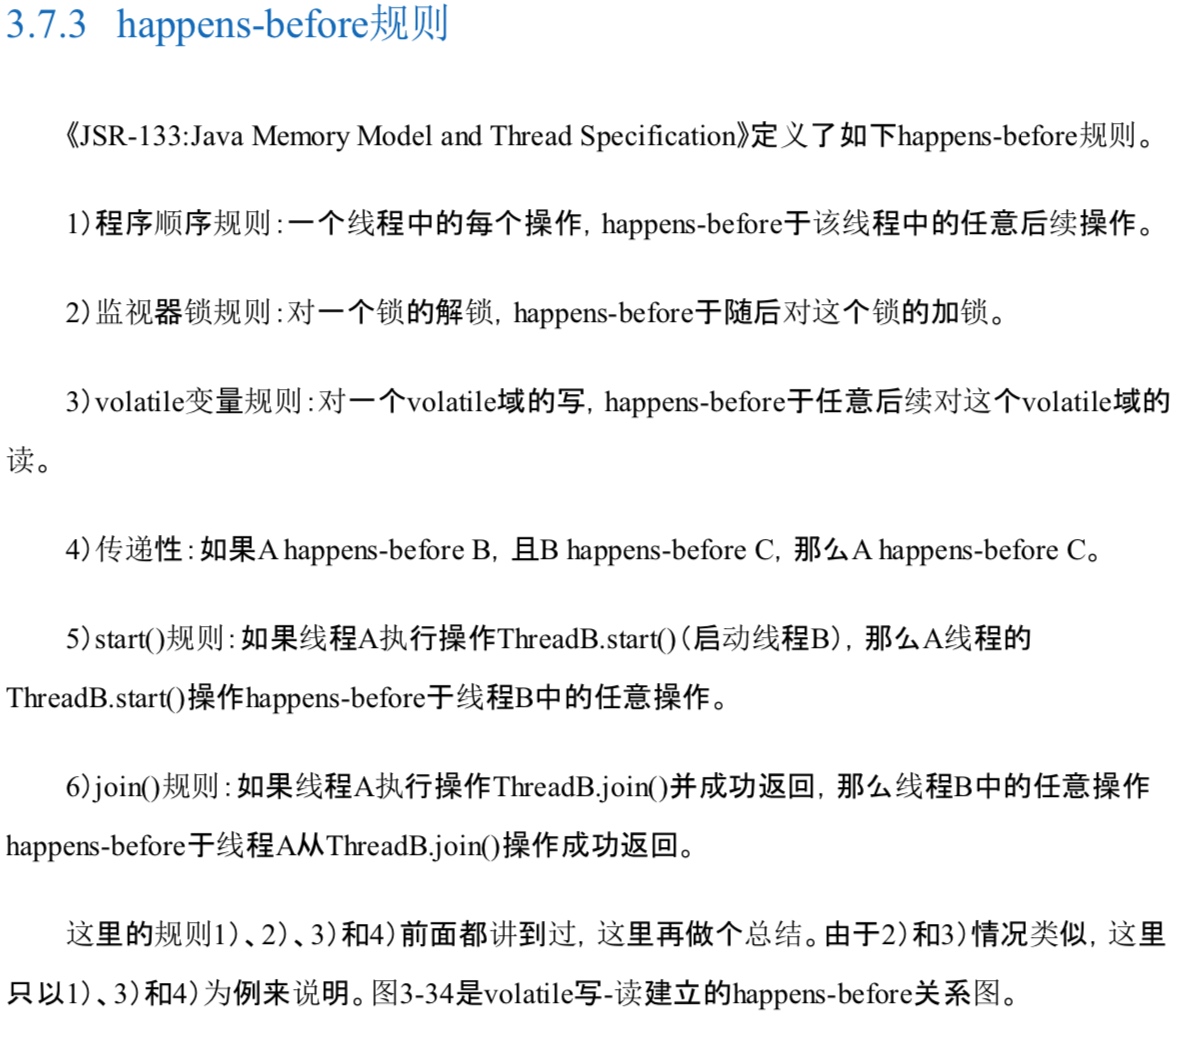 3.7.3 happens-before规则
《JSR-133:Java Memory Model and Thread Specification》定义了如下happens-before规则。
1)程序顺序规则:一个线程中的每个操作, happens-before于该线程中的任意后续操作。
2)监视器锁规则:对一个锁的解锁, happens-before于随后对这个锁的加锁。
3)volatile变量规则:对一个volatile域的写, happens-before于任意后续对这个volatile域的
读。
4)传递性:如果A happens-before B, 且B happens-before C, 那么A happens-before C。
5)start()规则:如果线程A执行操作ThreadB.start()(启动线程B), 那么A线程的
ThreadB.start()操作happens-before于线程B中的任意操作。
6)join()规则:如果线程A执行操作ThreadB.join()并成功返回, 那么线程B中的任意操作
happens-before于线程A从ThreadB.join()操作成功返回。
这里的规则1)、2)、3)和4)前面都讲到过, 这里再做个总结。由于2)和3)情况类似, 这里
只以1)、3)和4)为例来说明。图3-34是volatile写-读建立的happens-before关系图。